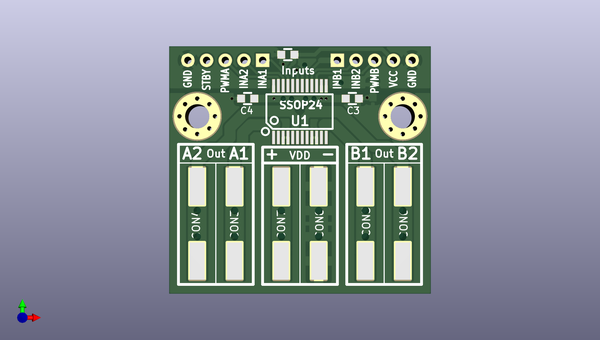 GND STBY PWMA INA2 INA1
Inputs
INB2 PWMB VCC GND
C4
SSOP24
U1
C3
A2 Out A1
+ VDD −
B1 Out B2